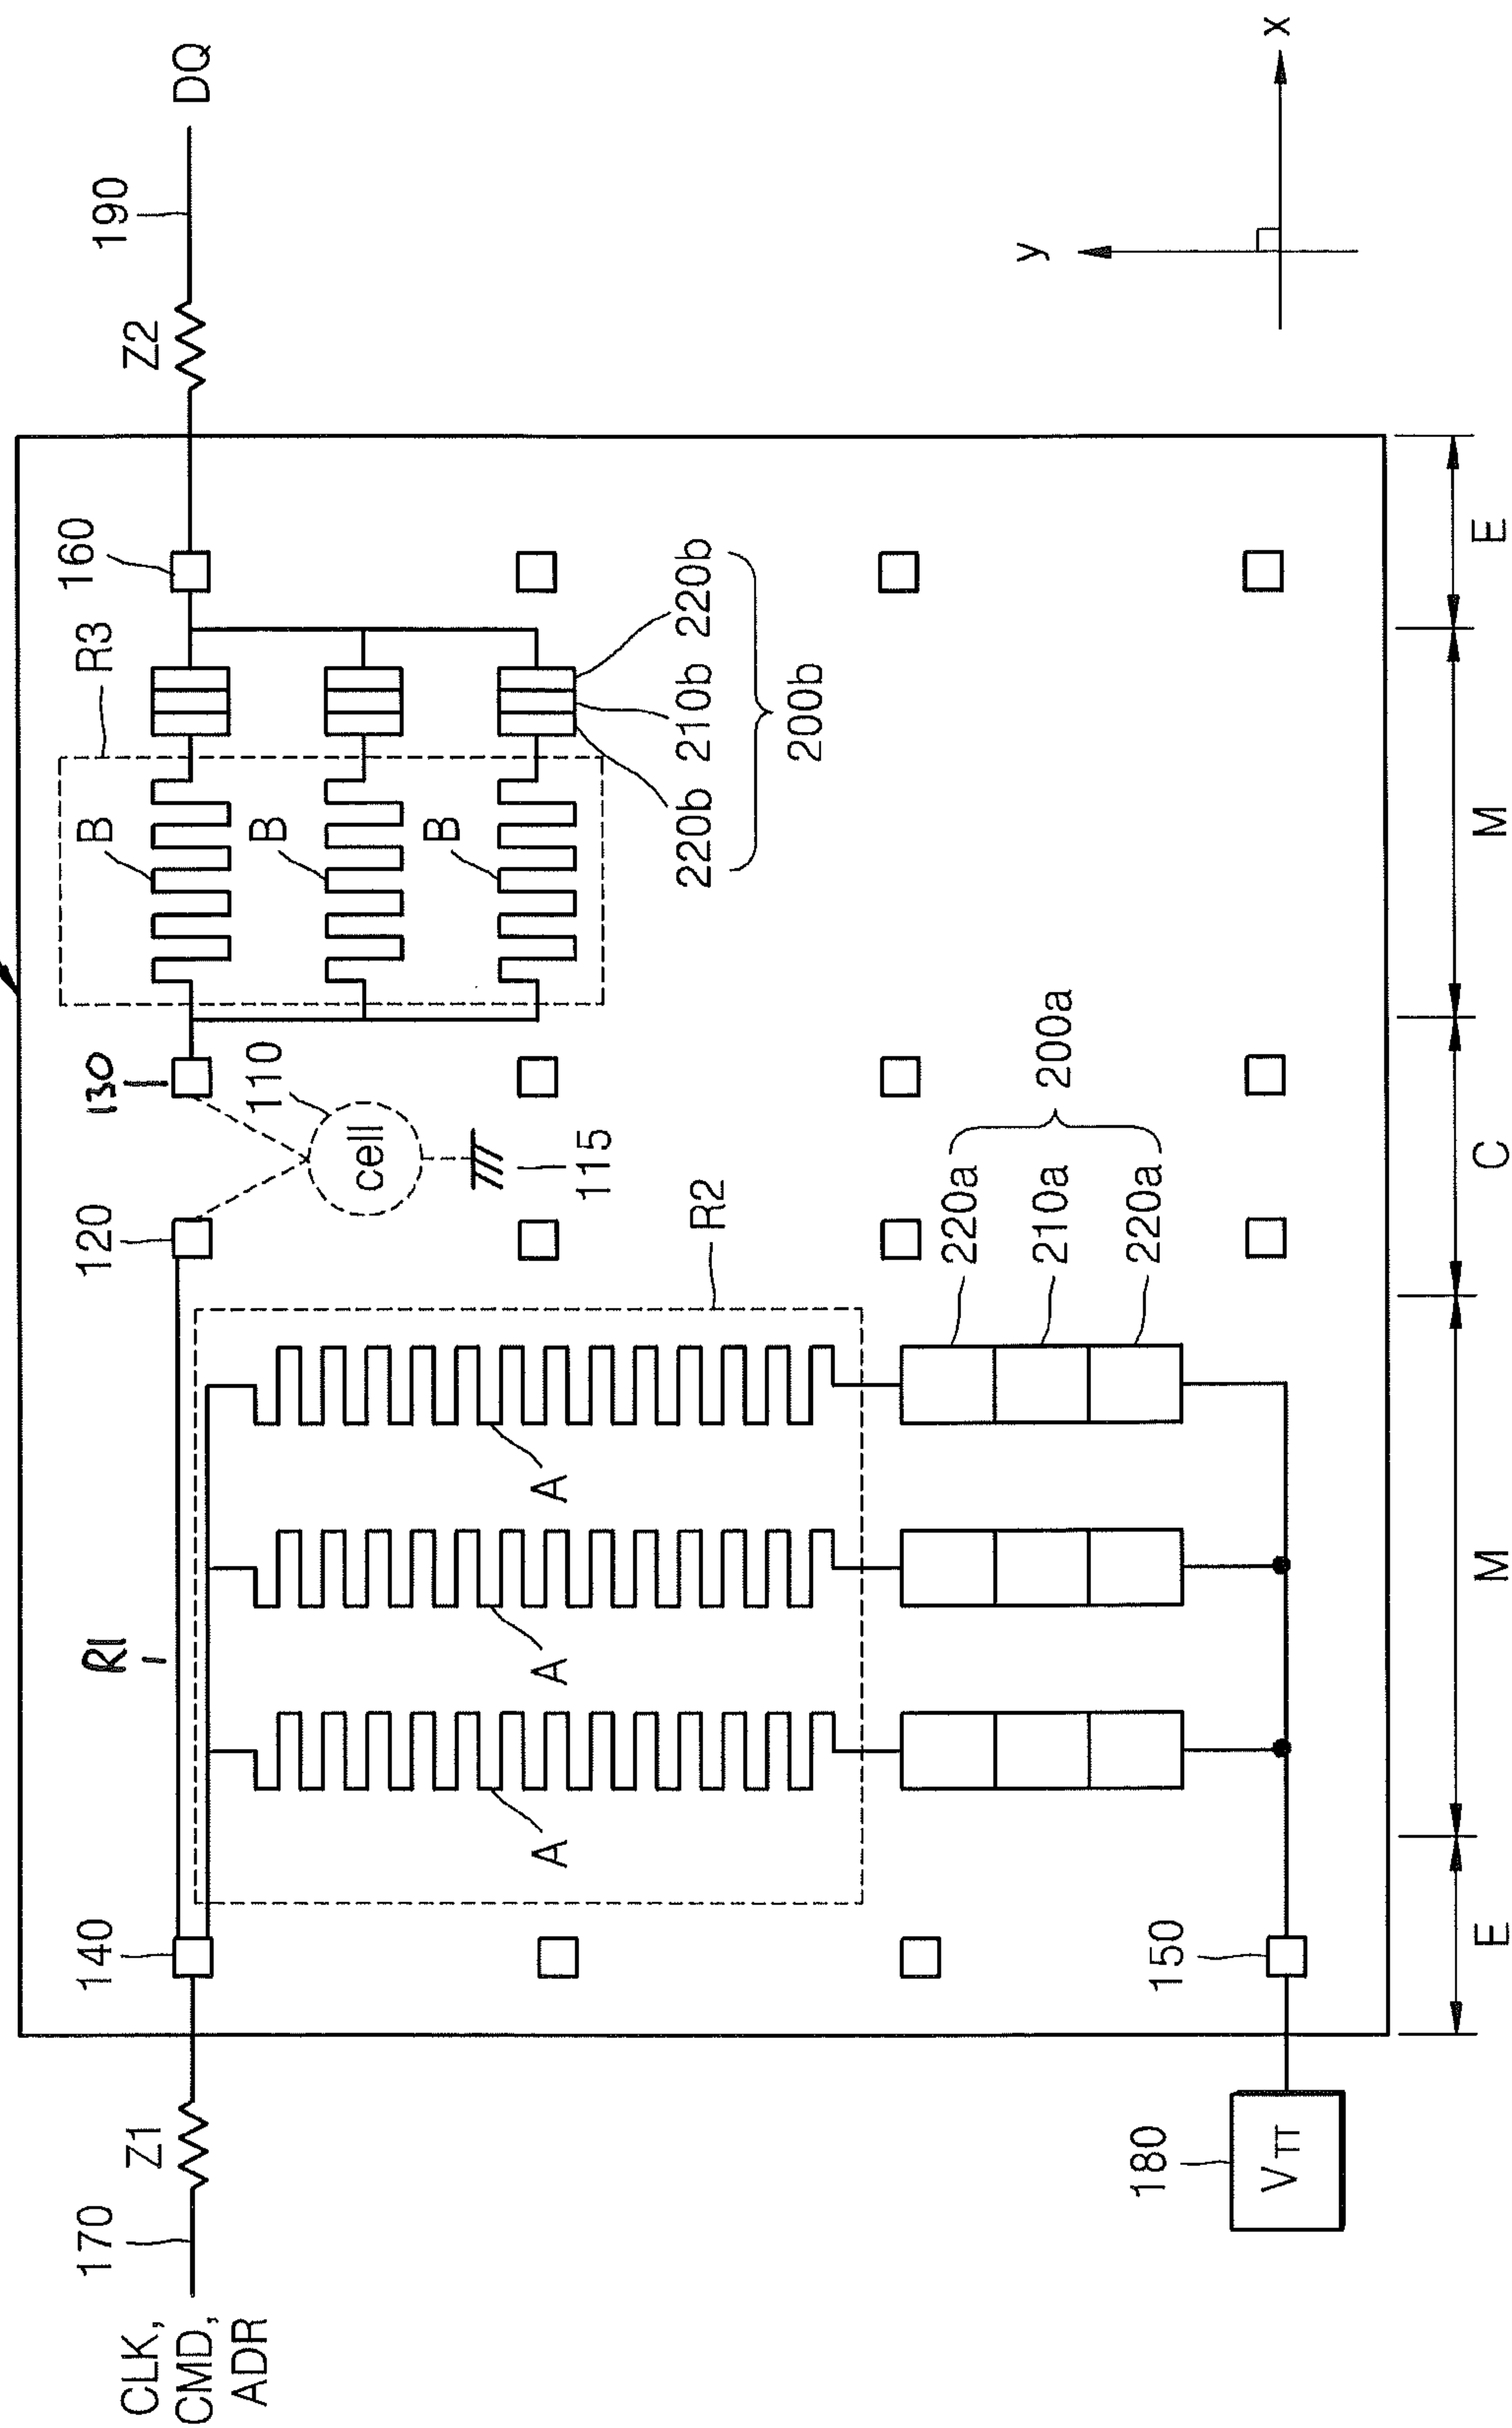 CLK,
CMD,
ADR
170
Z1
140
R1
120
130
110
cell
115
R3
160
Z2
190
DQ
B
B
B
220b 210b 220b
200b
A
A
A
R2
220a
210a
220a
200a
150
180
VTT
y
x
E
M
C
M
E